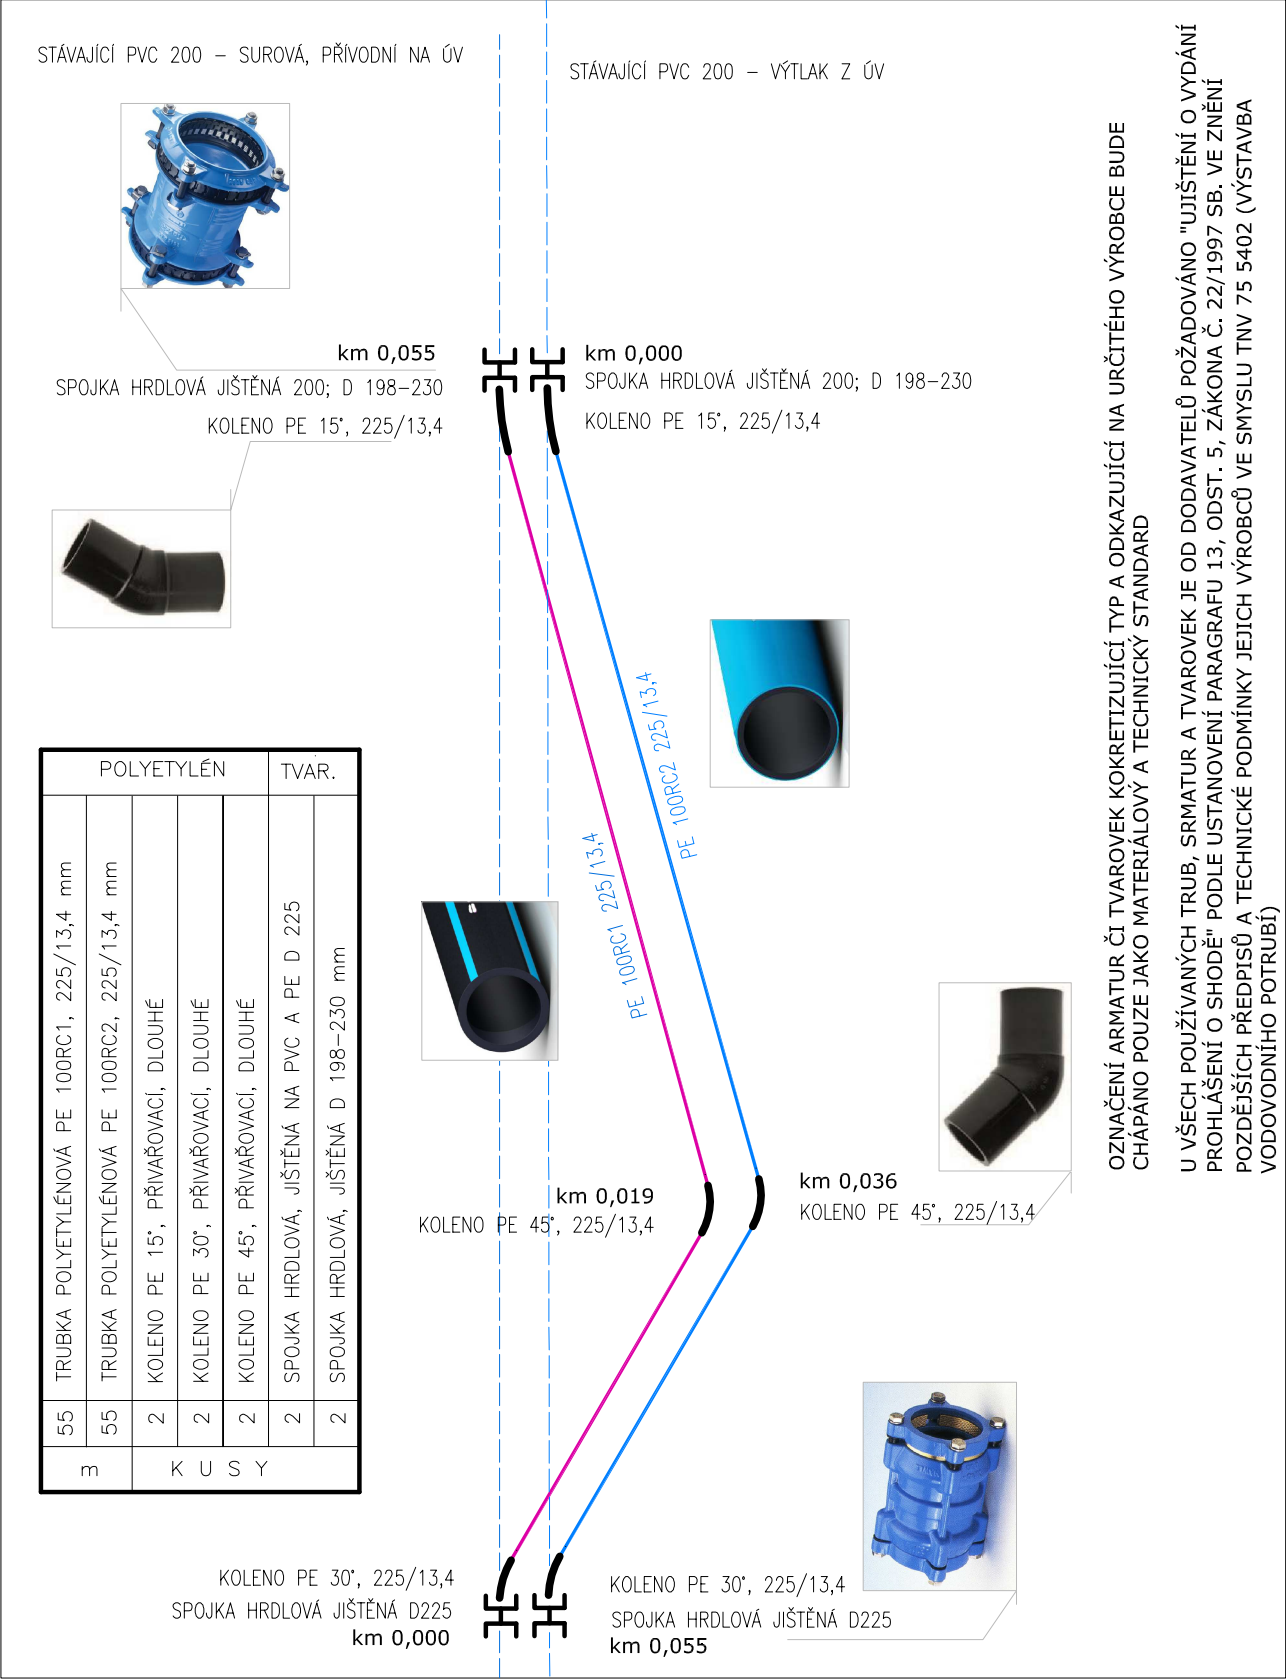 STÁVAJÍCÍ PVC 200 – SUROVÁ, PŘÍVODNÍ NA ÚV
STÁVAJÍCÍ PVC 200 – VÝTLAK Z ÚV
km 0,055
SPOJKA HRDLOVÁ JIŠTĚNÁ 200; D 198–230
KOLENO PE 15°, 225/13,4
km 0,000
SPOJKA HRDLOVÁ JIŠTĚNÁ 200; D 198–230
KOLENO PE 15°, 225/13,4
PE 100RC1 225/13,4
PE 100RC2 225/13,4
POLYETYLÉN
TVAR.
TRUBKA POLYETYLÉNOVÁ PE 100RC1, 225/13,4 mm
TRUBKA POLYETYLÉNOVÁ PE 100RC2, 225/13,4 mm
KOLENO PE 15°, PŘIVAŘOVACÍ, DLOUHÉ
KOLENO PE 30°, PŘIVAŘOVACÍ, DLOUHÉ
KOLENO PE 45°, PŘIVAŘOVACÍ, DLOUHÉ
SPOJKA HRDLOVÁ, JIŠTĚNÁ NA PVC A PE D 225
SPOJKA HRDLOVÁ, JIŠTĚNÁ D 198–230 mm
55
55
2
2
2
2
2
m
K U S Y
km 0,019
KOLENO PE 45°, 225/13,4
km 0,036
KOLENO PE 45°, 225/13,4
KOLENO PE 30°, 225/13,4
SPOJKA HRDLOVÁ JIŠTĚNÁ D225
km 0,000
KOLENO PE 30°, 225/13,4
SPOJKA HRDLOVÁ JIŠTĚNÁ D225
km 0,055
OZNAČENÍ ARMATUR ČI TVAROVEK KOKRETIZUJÍCÍ TYP A ODKAZUJÍCÍ NA URČITÉHO VÝROBCE BUDE
CHÁPÁNO POUZE JAKO MATERIÁLOVÝ A TECHNICKÝ STANDARD
U VŠECH POUŽÍVANÝCH TRUB, SRMATUR A TVAROVEK JE OD DODAVATELŮ POŽADOVÁNO "UJIŠTĚNÍ O VYDÁNÍ
PROHLÁŠENÍ O SHODĚ" PODLE USTANOVENÍ PARAGRAFU 13, ODST. 5, ZÁKONA Č. 22/1997 SB. VE ZNĚNÍ
POZDĚJŠÍCH PŘEDPISŮ A TECHNICKÉ PODMÍNKY JEJICH VÝROBCŮ VE SMYSLU TNV 75 5402 (VÝSTAVBA
VODOVODNÍHO POTRUBÍ)